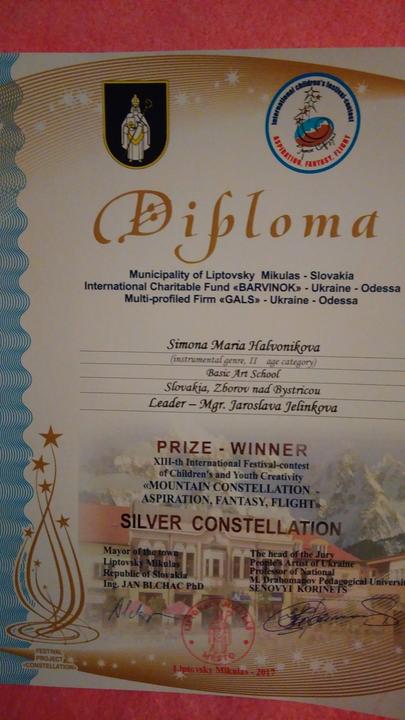 International children's festival-contest
ASPIRATION, FANTASY, FLIGHT
Diploma
Municipality of Liptovsky Mikulas - Slovakia
International Charitable Fund «BARVINOK» - Ukraine - Odessa
Multi-profiled Firm «GALS» - Ukraine - Odessa
Simona Maria Halvonikova
(instrumental genre, II age category)
Basic Art School
Slovakia, Zborov nad Bystricou
Leader – Mgr. Jaroslava Jelinkova
PRIZE - WINNER
XIII-th International Festival-contest
of Children's and Youth Creativity
«MOUNTAIN CONSTELLATION -
ASPIRATION, FANTASY, FLIGHT»
SILVER CONSTELLATION
Mayor of the town
Liptovsky Mikulas
Republic of Slovakia
Ing. JAN BLCHAC PhD
The head of the Jury
People's Artist of Ukraine
Professor of National
M. Drahomapov Pedagogical Universi
SENOVYI KORINETS
FESTIVAL
PROJECT
«CONSTELLATION»
MESTO
Liptovsky Mikulas - 2017